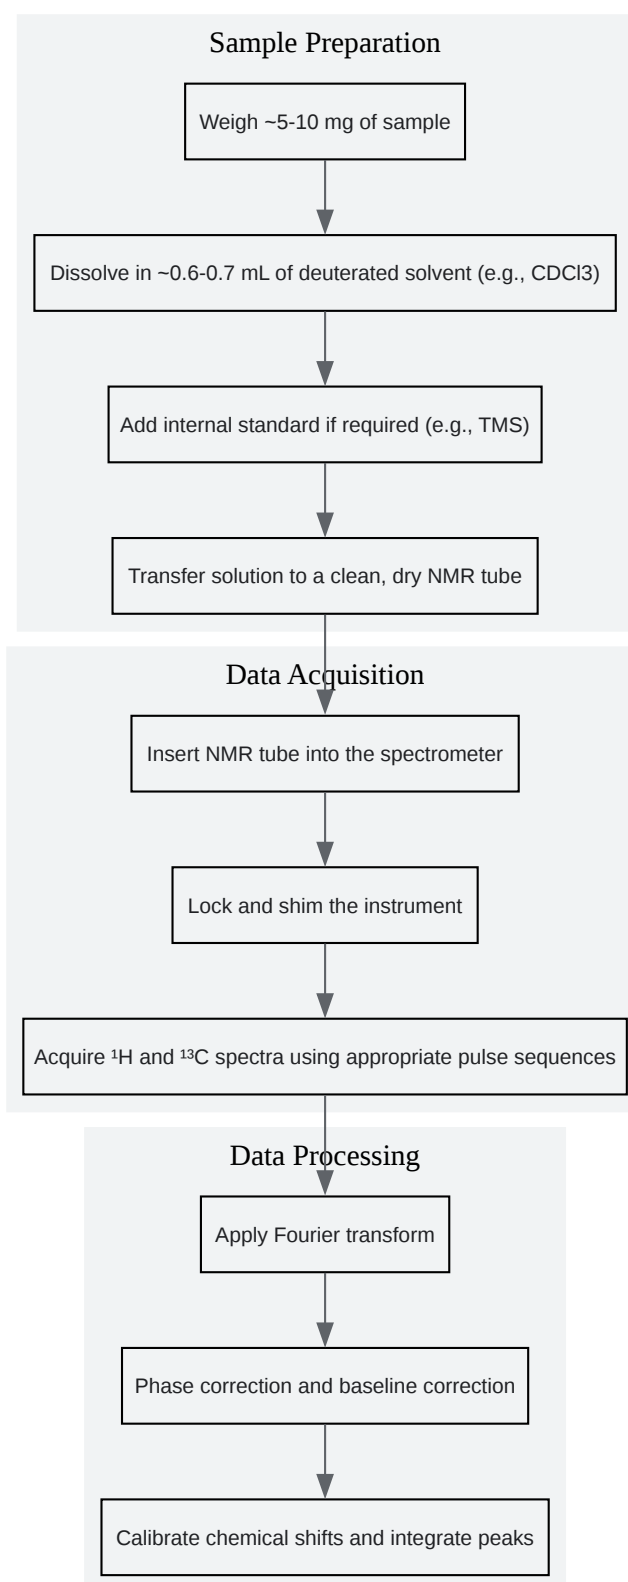 Sample Preparation
Weigh ~5-10 mg of sample
Dissolve in ~0.6-0.7 mL of deuterated solvent (e.g., CDCl3)
Add internal standard if required (e.g., TMS)
Transfer solution to a clean, dry NMR tube
Data Acquisition
Insert NMR tube into the spectrometer
Lock and shim the instrument
Acquire ¹H and ¹³C spectra using appropriate pulse sequences
Data Processing
Apply Fourier transform
Phase correction and baseline correction
Calibrate chemical shifts and integrate peaks